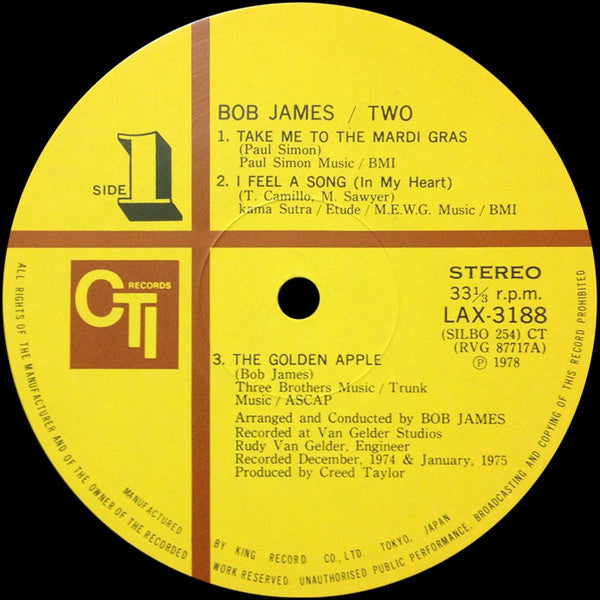 BOB JAMES / TWO
1. TAKE ME TO THE MARDI GRAS
(Paul Simon)
Paul Simon Music / BMI
2. I FEEL A SONG (In My Heart)
(T. Camillo, M. Sawyer)
kama Sutra / Etude / M.E.W.G. Music / BMI
SIDE 1
CTI RECORDS
STEREO
33⅓ r.p.m.
LAX-3188
(SILBO 254) CT
(RVG 87717A)
Ⓟ 1978
3. THE GOLDEN APPLE
(Bob James)
Three Brothers Music / Trunk
Music / ASCAP
Arranged and Conducted by BOB JAMES
Recorded at Van Gelder Studios
Rudy Van Gelder, Engineer
Recorded December, 1974 & January, 1975
Produced by Creed Taylor
MANUFACTURED BY KING RECORD CO., LTD. TOKYO, JAPAN
ALL RIGHTS OF THE MANUFACTURER AND OF THE OWNER OF THE RECORDED WORK RESERVED. UNAUTHORISED PUBLIC PERFORMANCE, BROADCASTING AND COPYING OF THIS RECORD PROHIBITED